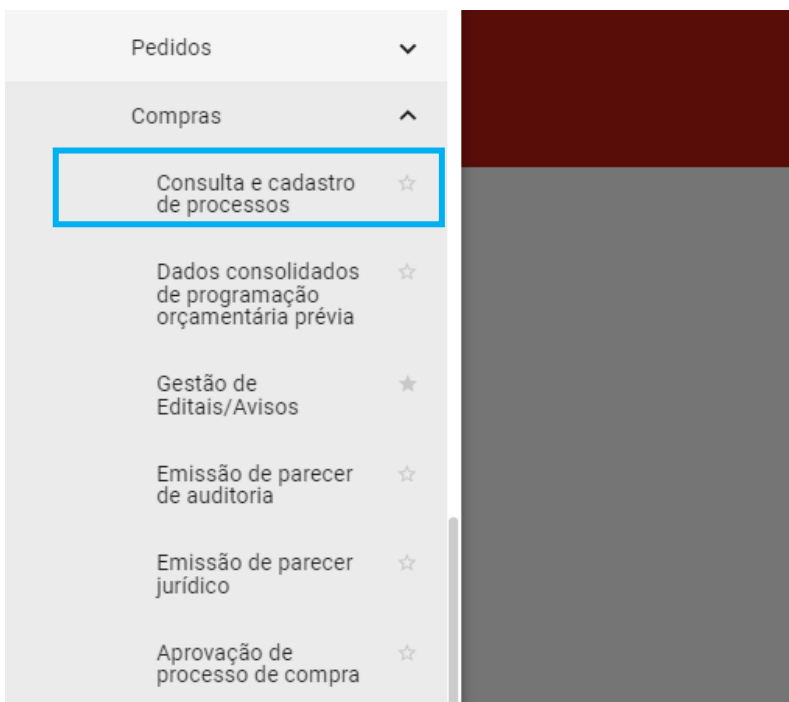 Pedidos
Compras
Consulta e cadastro
de processos
Dados consolidados
de programação
orçamentária prévia
Gestão de
Editais/Avisos
Emissão de parecer
de auditoria
Emissão de parecer
jurídico
Aprovação de
processo de compra